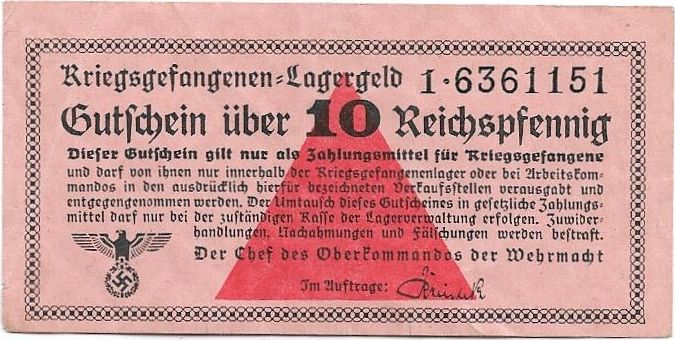 Kriegsgefangenen=Lagergeld 1·6361151
Gutschein über 10 Reichspfennig
Dieser Gutschein gilt nur als Zahlungsmittel für Kriegsgefangene
und darf von ihnen nur innerhalb der Kriegsgefangenenlager oder bei Arbeitskom-
mandos in den ausdrücklich hierfür bezeichneten Verkaufsstellen verausgabt und
entgegengenommen werden. Der Umtausch dieses Gutscheines in gesetzliche Zahlungs-
mittel darf nur bei der zuständigen Kasse der Lagerverwaltung erfolgen. Zuwider-
handlungen, Nachahmungen und Fälschungen werden bestraft.
Der Chef des Oberkommandos der Wehrmacht
Im Auftrage: